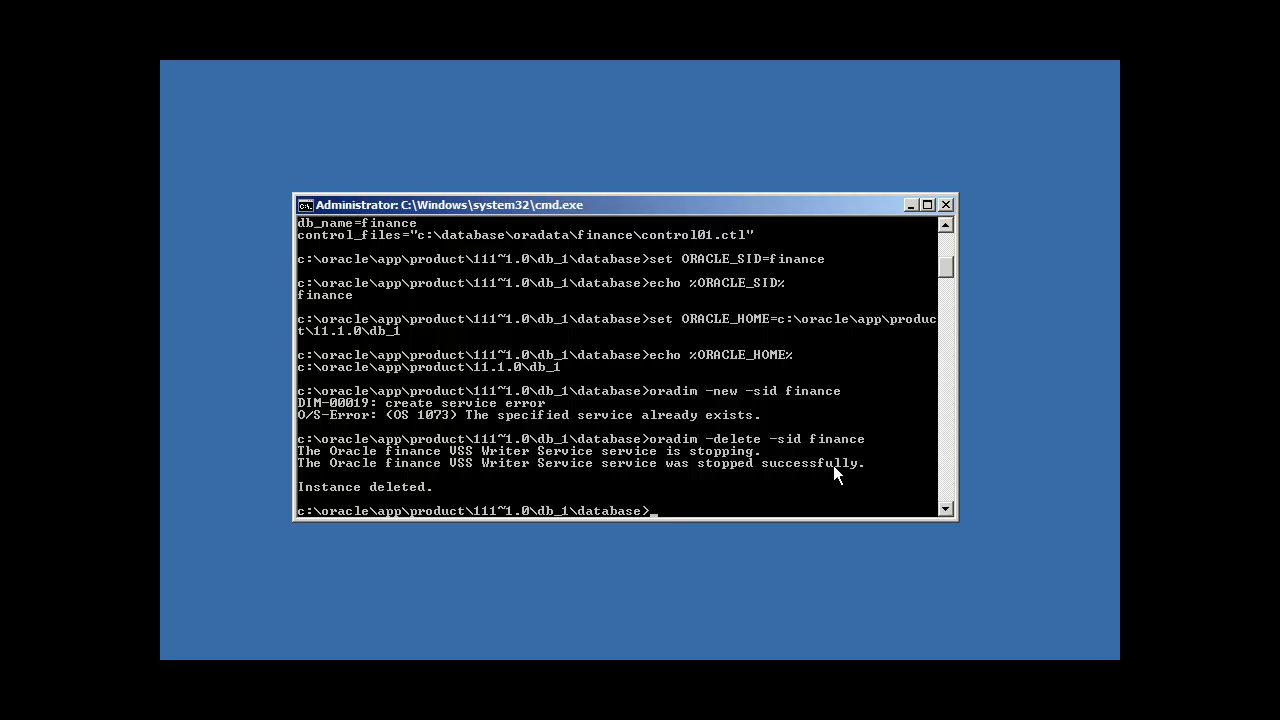 Administrator: C:\Windows\system32\cmd.exe
db_name=finance
control_files="c:\database\oradata\finance\control01.ctl"
c:\oracle\app\product\111~1.0\db_1\database>set ORACLE_SID=finance
c:\oracle\app\product\111~1.0\db_1\database>echo %ORACLE_SID%
finance
c:\oracle\app\product\111~1.0\db_1\database>set ORACLE_HOME=c:\oracle\app\produc
t\11.1.0\db_1
c:\oracle\app\product\111~1.0\db_1\database>echo %ORACLE_HOME%
c:\oracle\app\product\11.1.0\db_1
c:\oracle\app\product\111~1.0\db_1\database>oradim -new -sid finance
DIM-00019: create service error
O/S-Error: (OS 1073) The specified service already exists.
c:\oracle\app\product\111~1.0\db_1\database>oradim -delete -sid finance
The Oracle finance VSS Writer Service service is stopping.
The Oracle finance VSS Writer Service service was stopped successfully.
Instance deleted.
c:\oracle\app\product\111~1.0\db_1\database>_